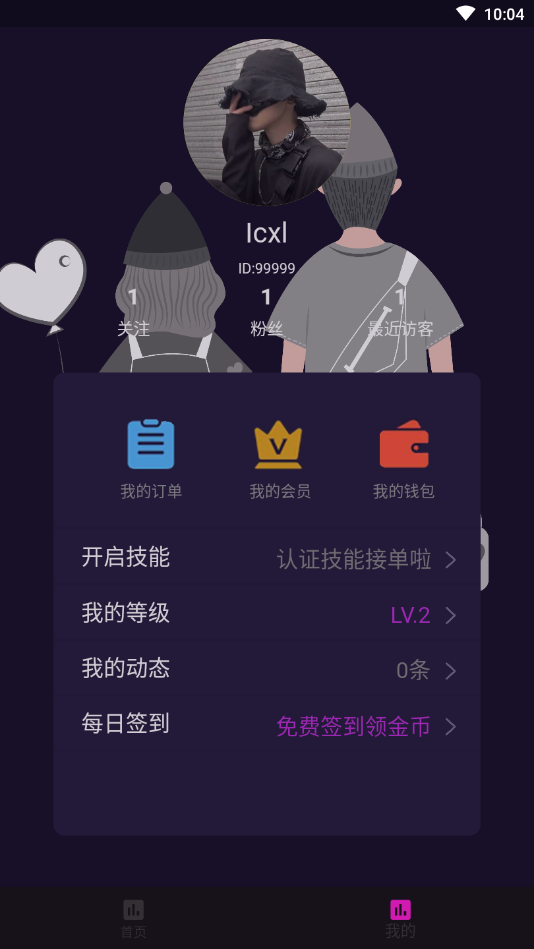 10:04
Icxl
ID:99999
1 1 1
关注 粉丝 最近访客
我的订单 我的会员 我的钱包
开启技能 认证技能接单啦
我的等级 LV.2
我的动态 0条
每日签到 免费签到领金币
首页 我的